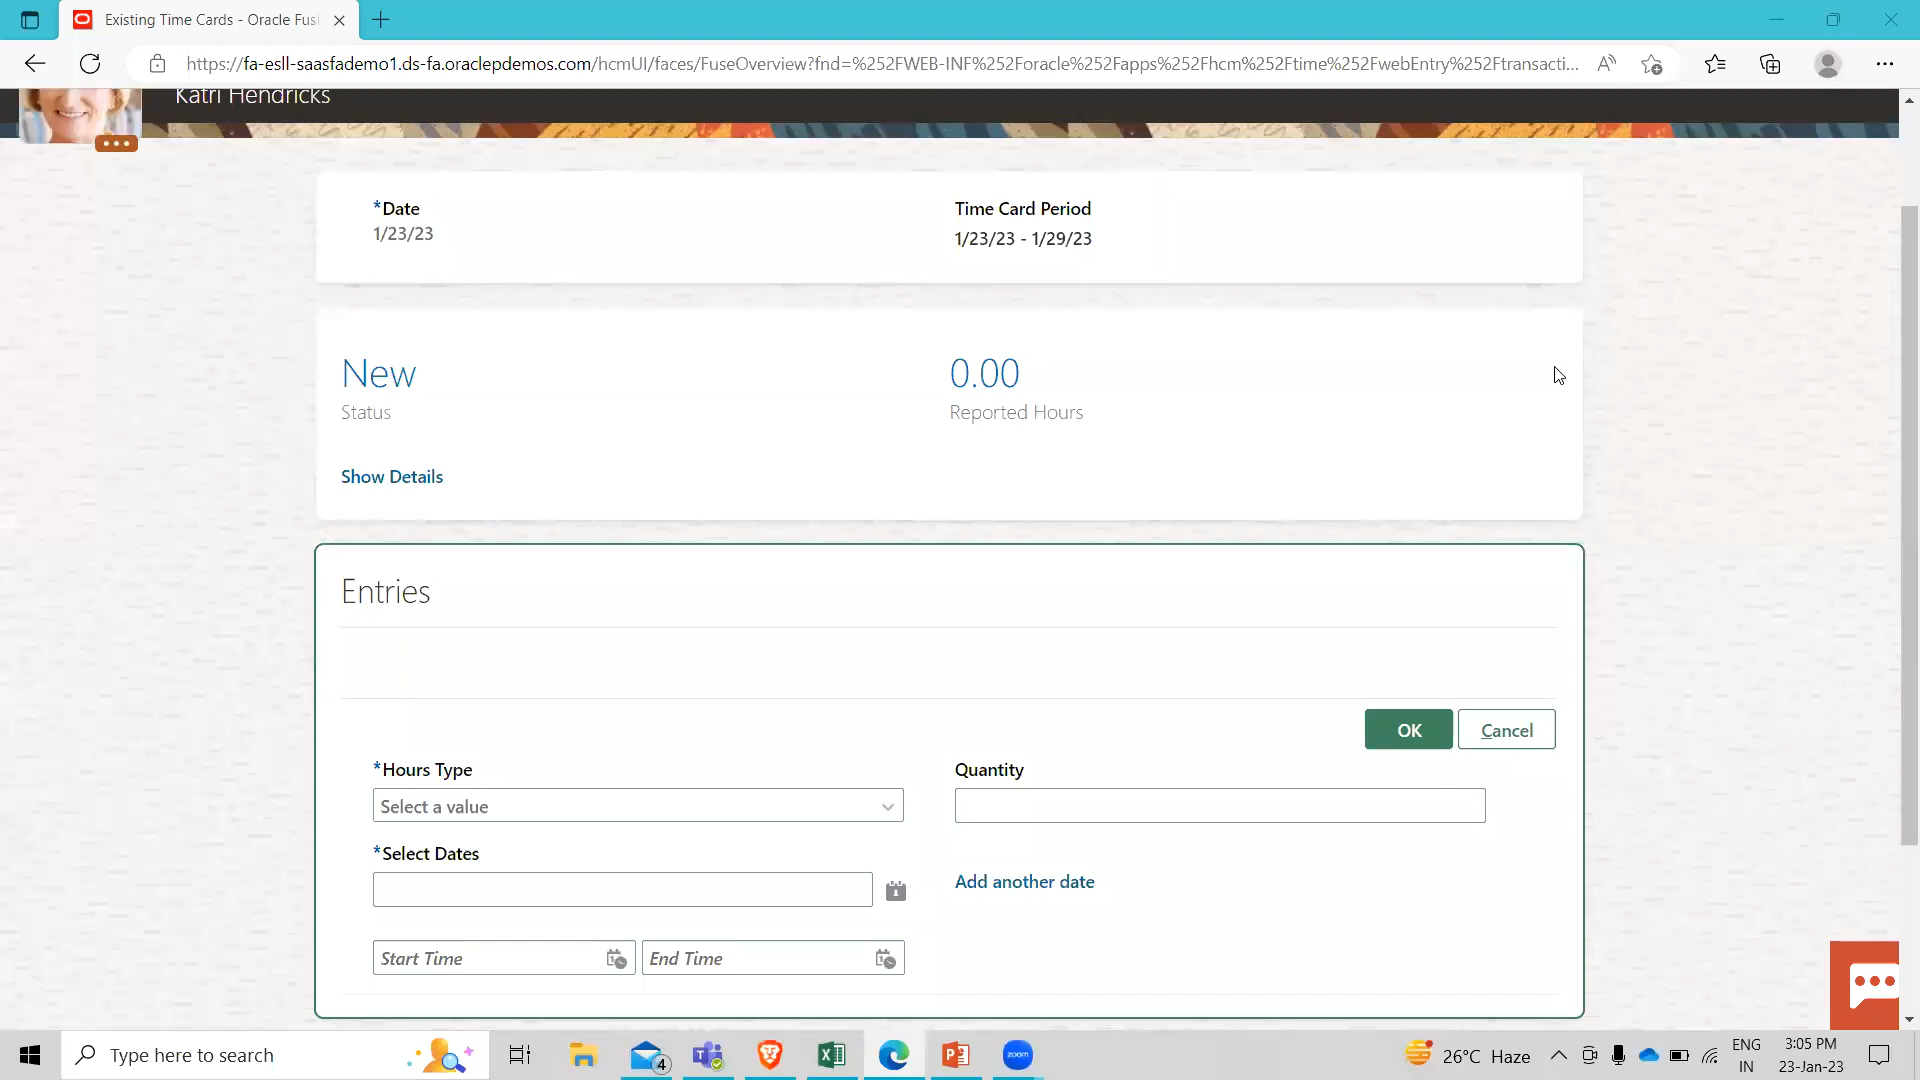 Existing Time Cards - Oracle Fusi
https://fa-esll-saasfademo1.ds-fa.oraclepdemos.com/hcmUI/faces/FuseOverview?fnd=%252FWEB-INF%252Foracle%252Fapps%252Fhcm%252Ftime%252FwebEntry%252Ftransacti...
Katri Hendricks
*Date
1/23/23
Time Card Period
1/23/23 - 1/29/23
New
Status
0.00
Reported Hours
Show Details
Entries
OK
Cancel
*Hours Type
Select a value
Quantity
*Select Dates
Add another date
Start Time
End Time
Type here to search
4
zoom
26°C Haze
ENG
IN
3:05 PM
23-Jan-23